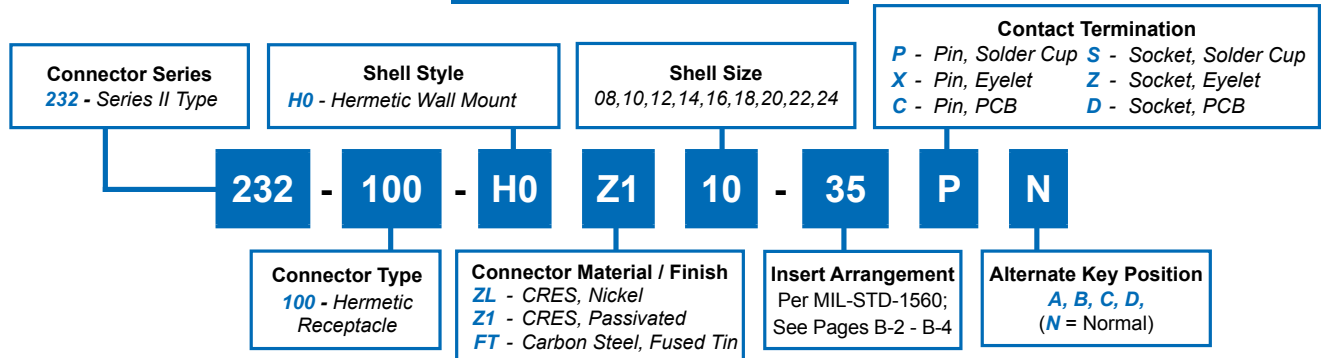 Connector Series
232 - Series II Type
Shell Style
H0 - Hermetic Wall Mount
Shell Size
08,10,12,14,16,18,20,22,24
Contact Termination
P - Pin, Solder Cup S - Socket, Solder Cup
X - Pin, Eyelet Z - Socket, Eyelet
C - Pin, PCB D - Socket, PCB
232 - 100 - H0 Z1 10 - 35 P N
Connector Type
100 - Hermetic
Receptacle
Connector Material / Finish
ZL - CRES, Nickel
Z1 - CRES, Passivated
FT - Carbon Steel, Fused Tin
Insert Arrangement
Per MIL-STD-1560;
See Pages B-2 - B-4
Alternate Key Position
A, B, C, D,
(N = Normal)